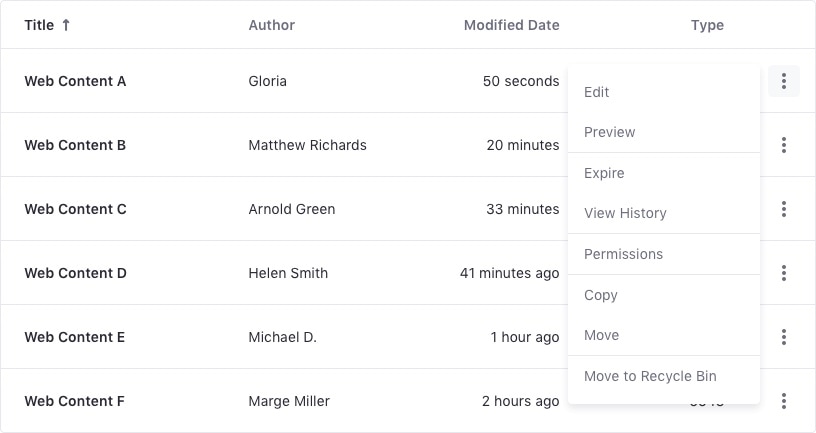 Title ↑ Author Modified Date Type
Web Content A Gloria 50 seconds
Edit
Preview
Web Content B Matthew Richards 20 minutes
Expire
Web Content C Arnold Green 33 minutes
View History
Permissions
Web Content D Helen Smith 41 minutes ago
Copy
Web Content E Michael D. 1 hour ago
Move
Move to Recycle Bin
Web Content F Marge Miller 2 hours ago